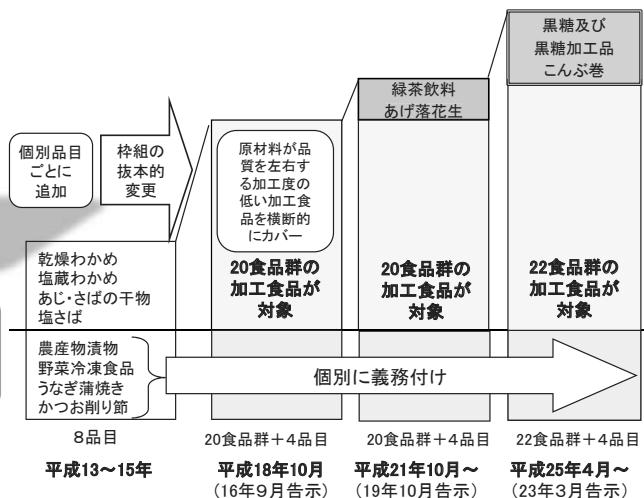 個別品目
ごとに
追加
枠組の
抜本的
変更
乾燥わかめ
塩蔵わかめ
あじ・さばの干物
塩さば
農産物漬物
野菜冷凍食品
うなぎ蒲焼き
かつお削り節
8品目
平成13～15年
原材料が品
質を左右す
る加工度の
低い加工食
品を横断的
にカバー
20食品群の
加工食品が
対象
20食品群＋4品目
平成18年10月
（16年9月告示）
緑茶飲料
あげ落花生
20食品群の
加工食品が
対象
20食品群＋4品目
平成21年10月～
（19年10月告示）
黒糖及び
黒糖加工品
こんぶ巻
22食品群の
加工食品が
対象
22食品群＋4品目
平成25年4月～
（23年3月告示）
個別に義務付け